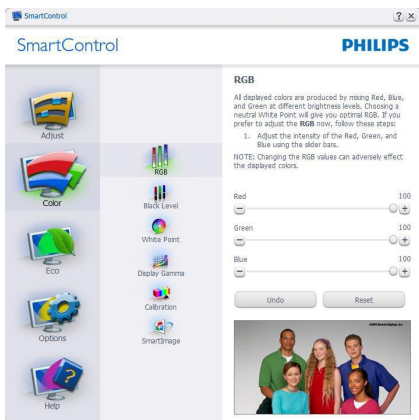 SmartControl
SmartControl
PHILIPS
Adjust
Color
Eco
Options
Help
RGB
Black Level
White Point
Display Gamma
Calibration
SmartImage
RGB
All displayed colors are produced by mixing Red, Blue,
and Green at different brightness levels. Choosing a
neutral White Point will give you optimal RGB. If you
prefer to adjust the RGB now, follow these steps:
1. Adjust the intensity of the Red, Green, and
Blue using the slider bars.
NOTE: Changing the RGB values can adversely effect
the displayed colors.
Red 100
Green 100
Blue 100
Undo Reset